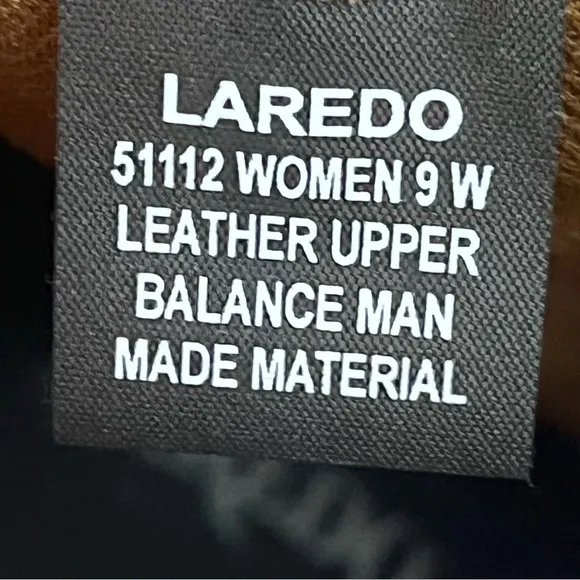 LAREDO
51112 WOMEN 9 W
LEATHER UPPER
BALANCE MAN
MADE MATERIAL